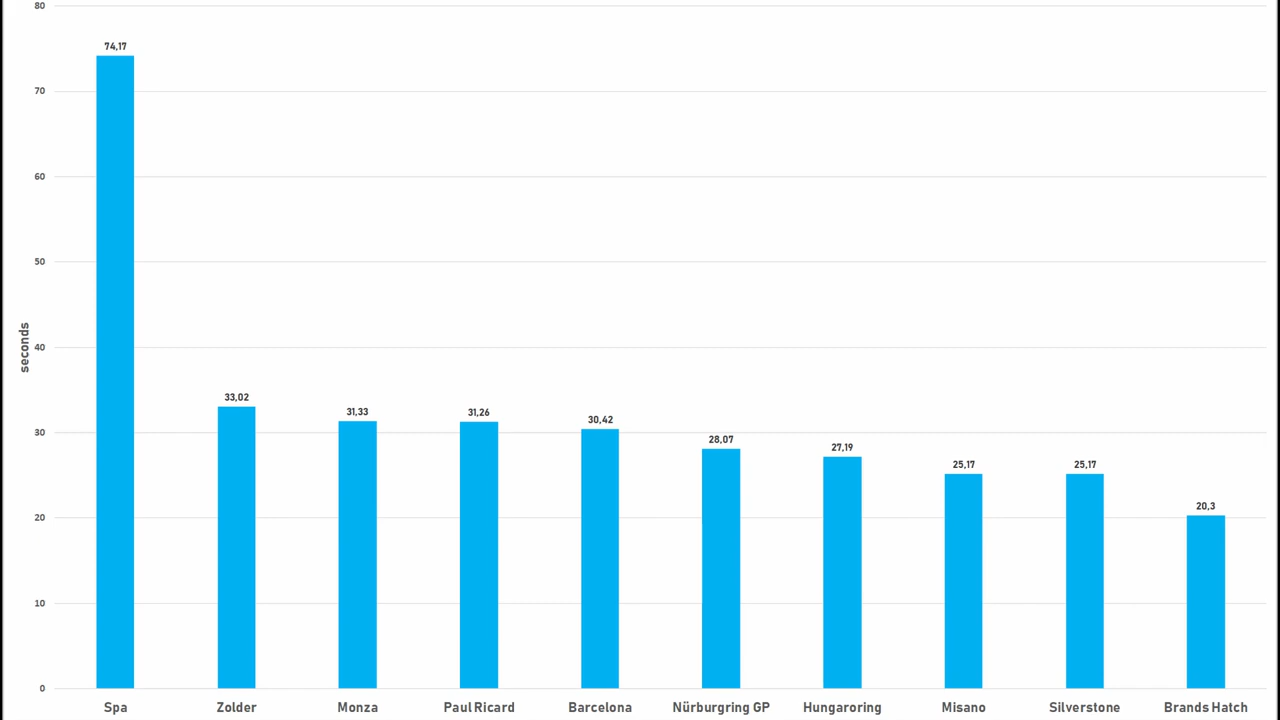 80
70
60
50
40
30
20
10
0
seconds
74,17
33,02
31,33
31,26
30,42
28,07
27,19
25,17
25,17
20,3
Spa
Zolder
Monza
Paul Ricard
Barcelona
Nürburgring GP
Hungaroring
Misano
Silverstone
Brands Hatch